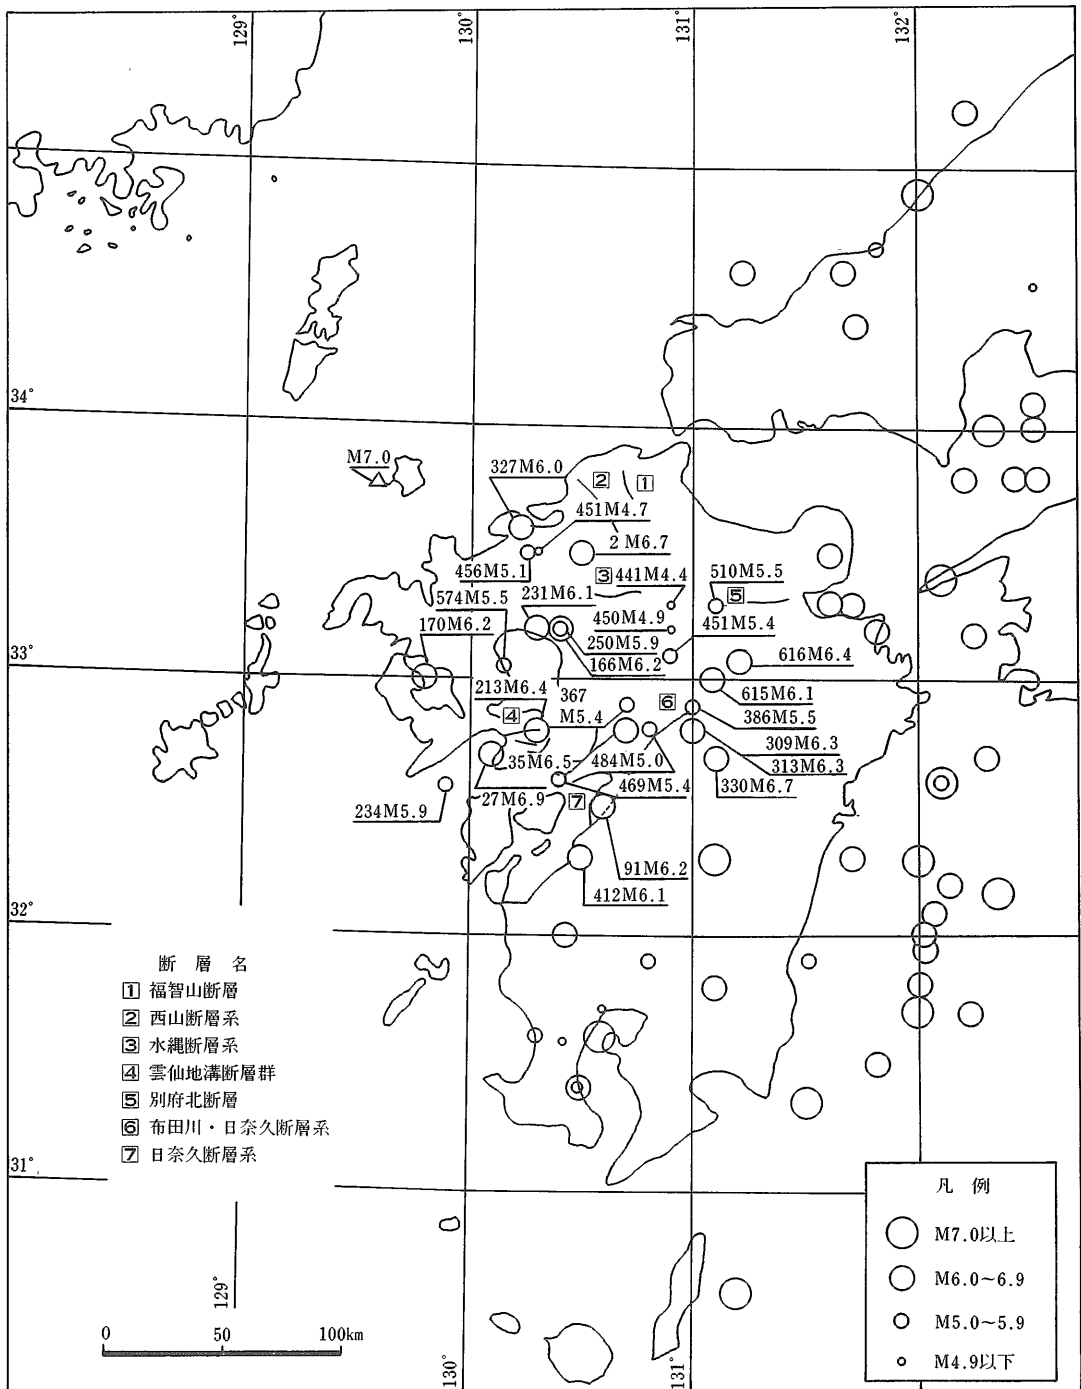 129°
130°
131°
132°
34°
M7.0
327M6.0
2
1
451M4.7
2 M6.7
456M5.1
3
441M4.4
510M5.5
574M5.5
231M6.1
5
170M6.2
450M4.9
451M5.4
250M5.9
33°
166M6.2
616M6.4
213M6.4
367
M5.4
6
615M6.1
4
386M5.5
309M6.3
35M6.5
484M5.0
313M6.3
27M6.9
7
469M5.4
330M6.7
234M5.9
91M6.2
412M6.1
32°
断層名
1 福智山断層
2 西山断層系
3 水縄断層系
4 雲仙地溝断層群
5 別府北断層
6 布田川・日奈久断層系
7 日奈久断層系
31°
凡例
M7.0以上
M6.0~6.9
M5.0~5.9
M4.9以下
129°
0 50 100km
130°
131°